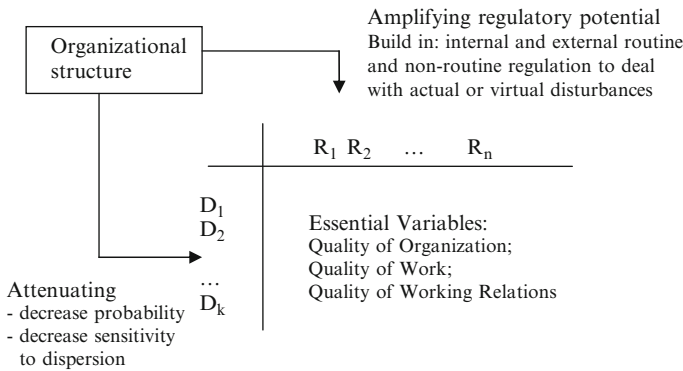 Organizational
structure
Amplifying regulatory potential
Build in: internal and external routine
and non-routine regulation to deal
with actual or virtual disturbances
R1 R2 … Rn
D1
D2
...
Dk
Essential Variables:
Quality of Organization;
Quality of Work;
Quality of Working Relations
Attenuating
- decrease probability
- decrease sensitivity
to dispersion